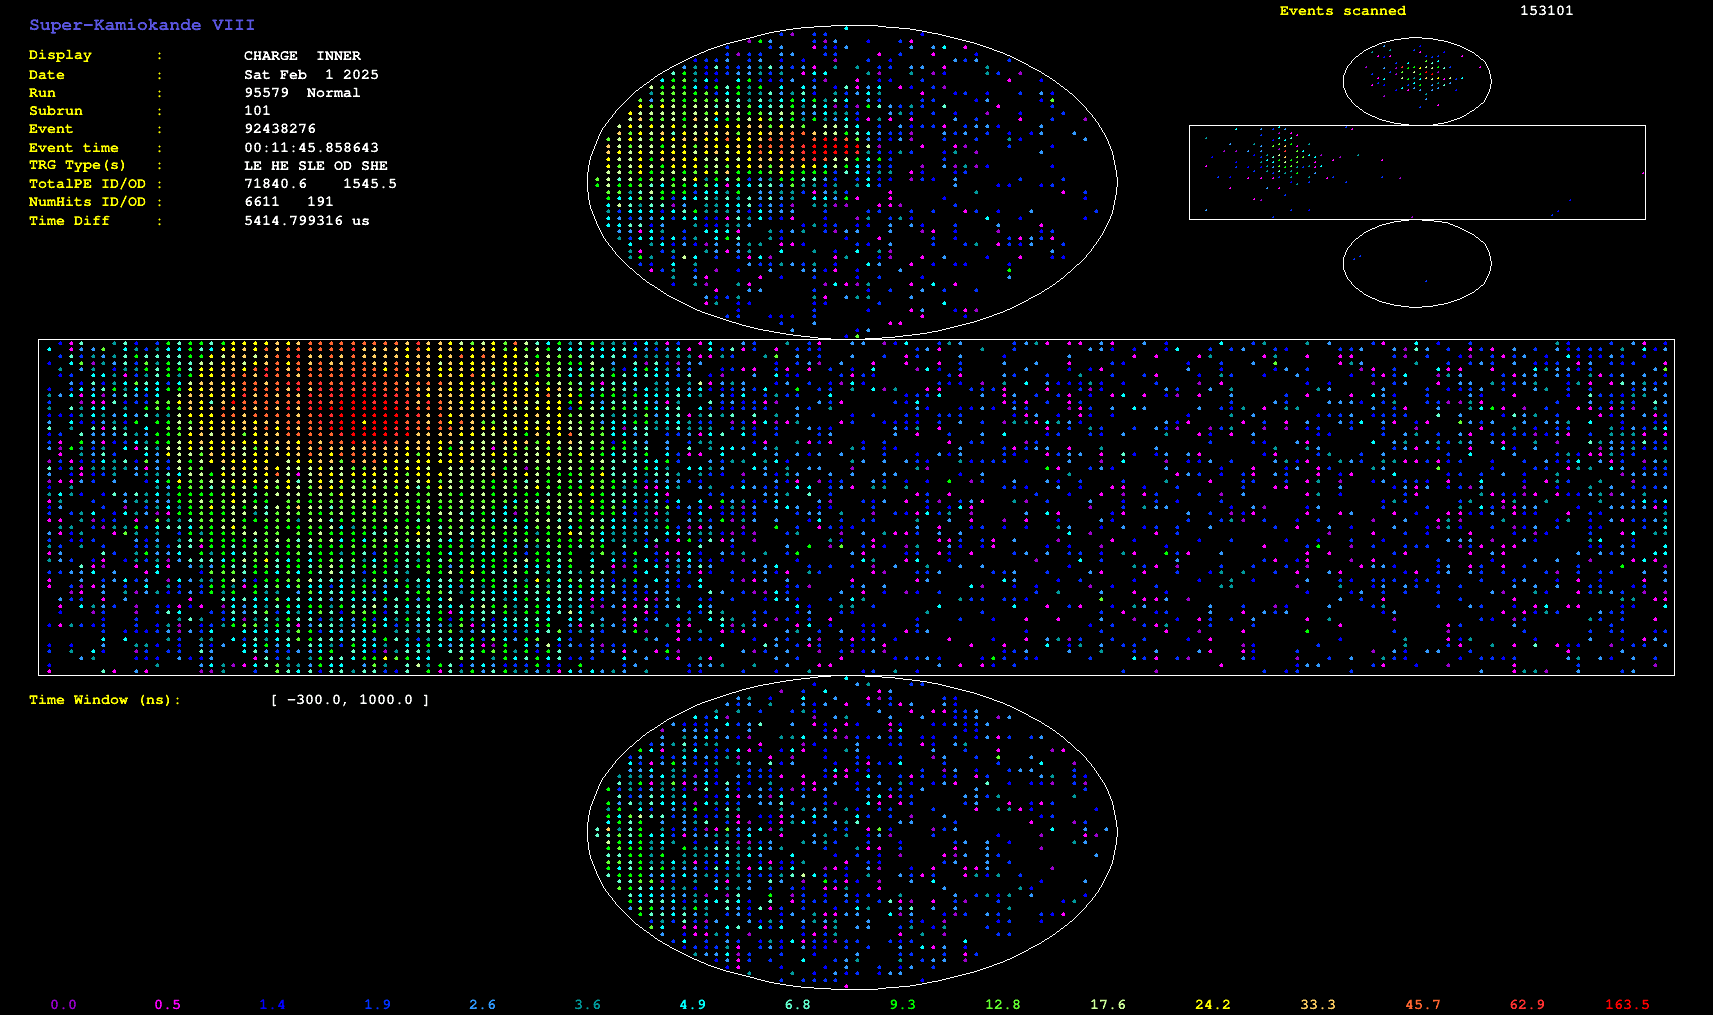 Super-Kamiokande VIII
Events scanned 153101
Display : CHARGE INNER
Date : Sat Feb 1 2025
Run : 95579 Normal
Subrun : 101
Event : 92438276
Event time : 00:11:45.858643
TRG Type(s) : LE HE SLE OD SHE
TotalPE ID/OD : 71840.6 1545.5
NumHits ID/OD : 6611 191
Time Diff : 5414.799316 us
Time Window (ns): [ -300.0, 1000.0 ]
0.0 0.5 1.4 1.9 2.6 3.6 4.9 6.8 9.3 12.8 17.6 24.2 33.3 45.7 62.9 163.5